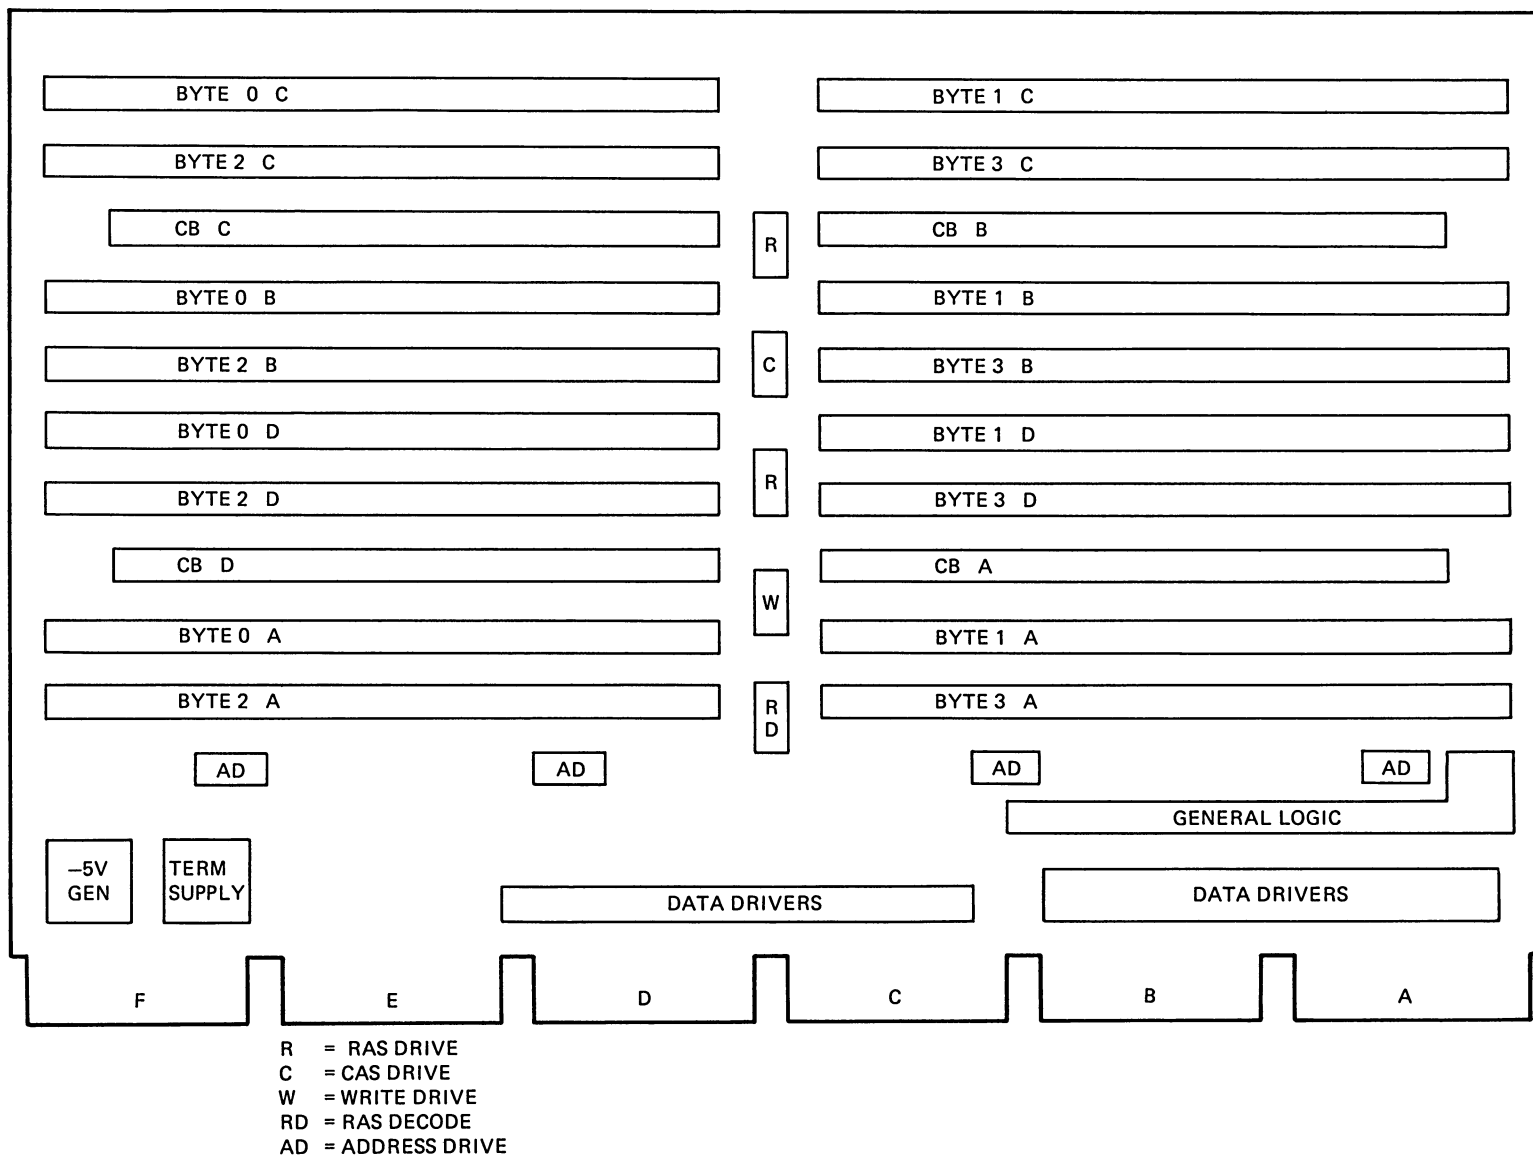 BYTE 0 C
BYTE 1 C
BYTE 2 C
BYTE 3 C
CB C
R
CB B
BYTE 0 B
BYTE 1 B
BYTE 2 B
C
BYTE 3 B
BYTE 0 D
BYTE 1 D
BYTE 2 D
R
BYTE 3 D
CB D
W
CB A
BYTE 0 A
BYTE 1 A
BYTE 2 A
R
D
BYTE 3 A
AD
AD
AD
AD
GENERAL LOGIC
–5V
GEN
TERM
SUPPLY
DATA DRIVERS
DATA DRIVERS
F
E
D
C
B
A
R = RAS DRIVE
C = CAS DRIVE
W = WRITE DRIVE
RD = RAS DECODE
AD = ADDRESS DRIVE